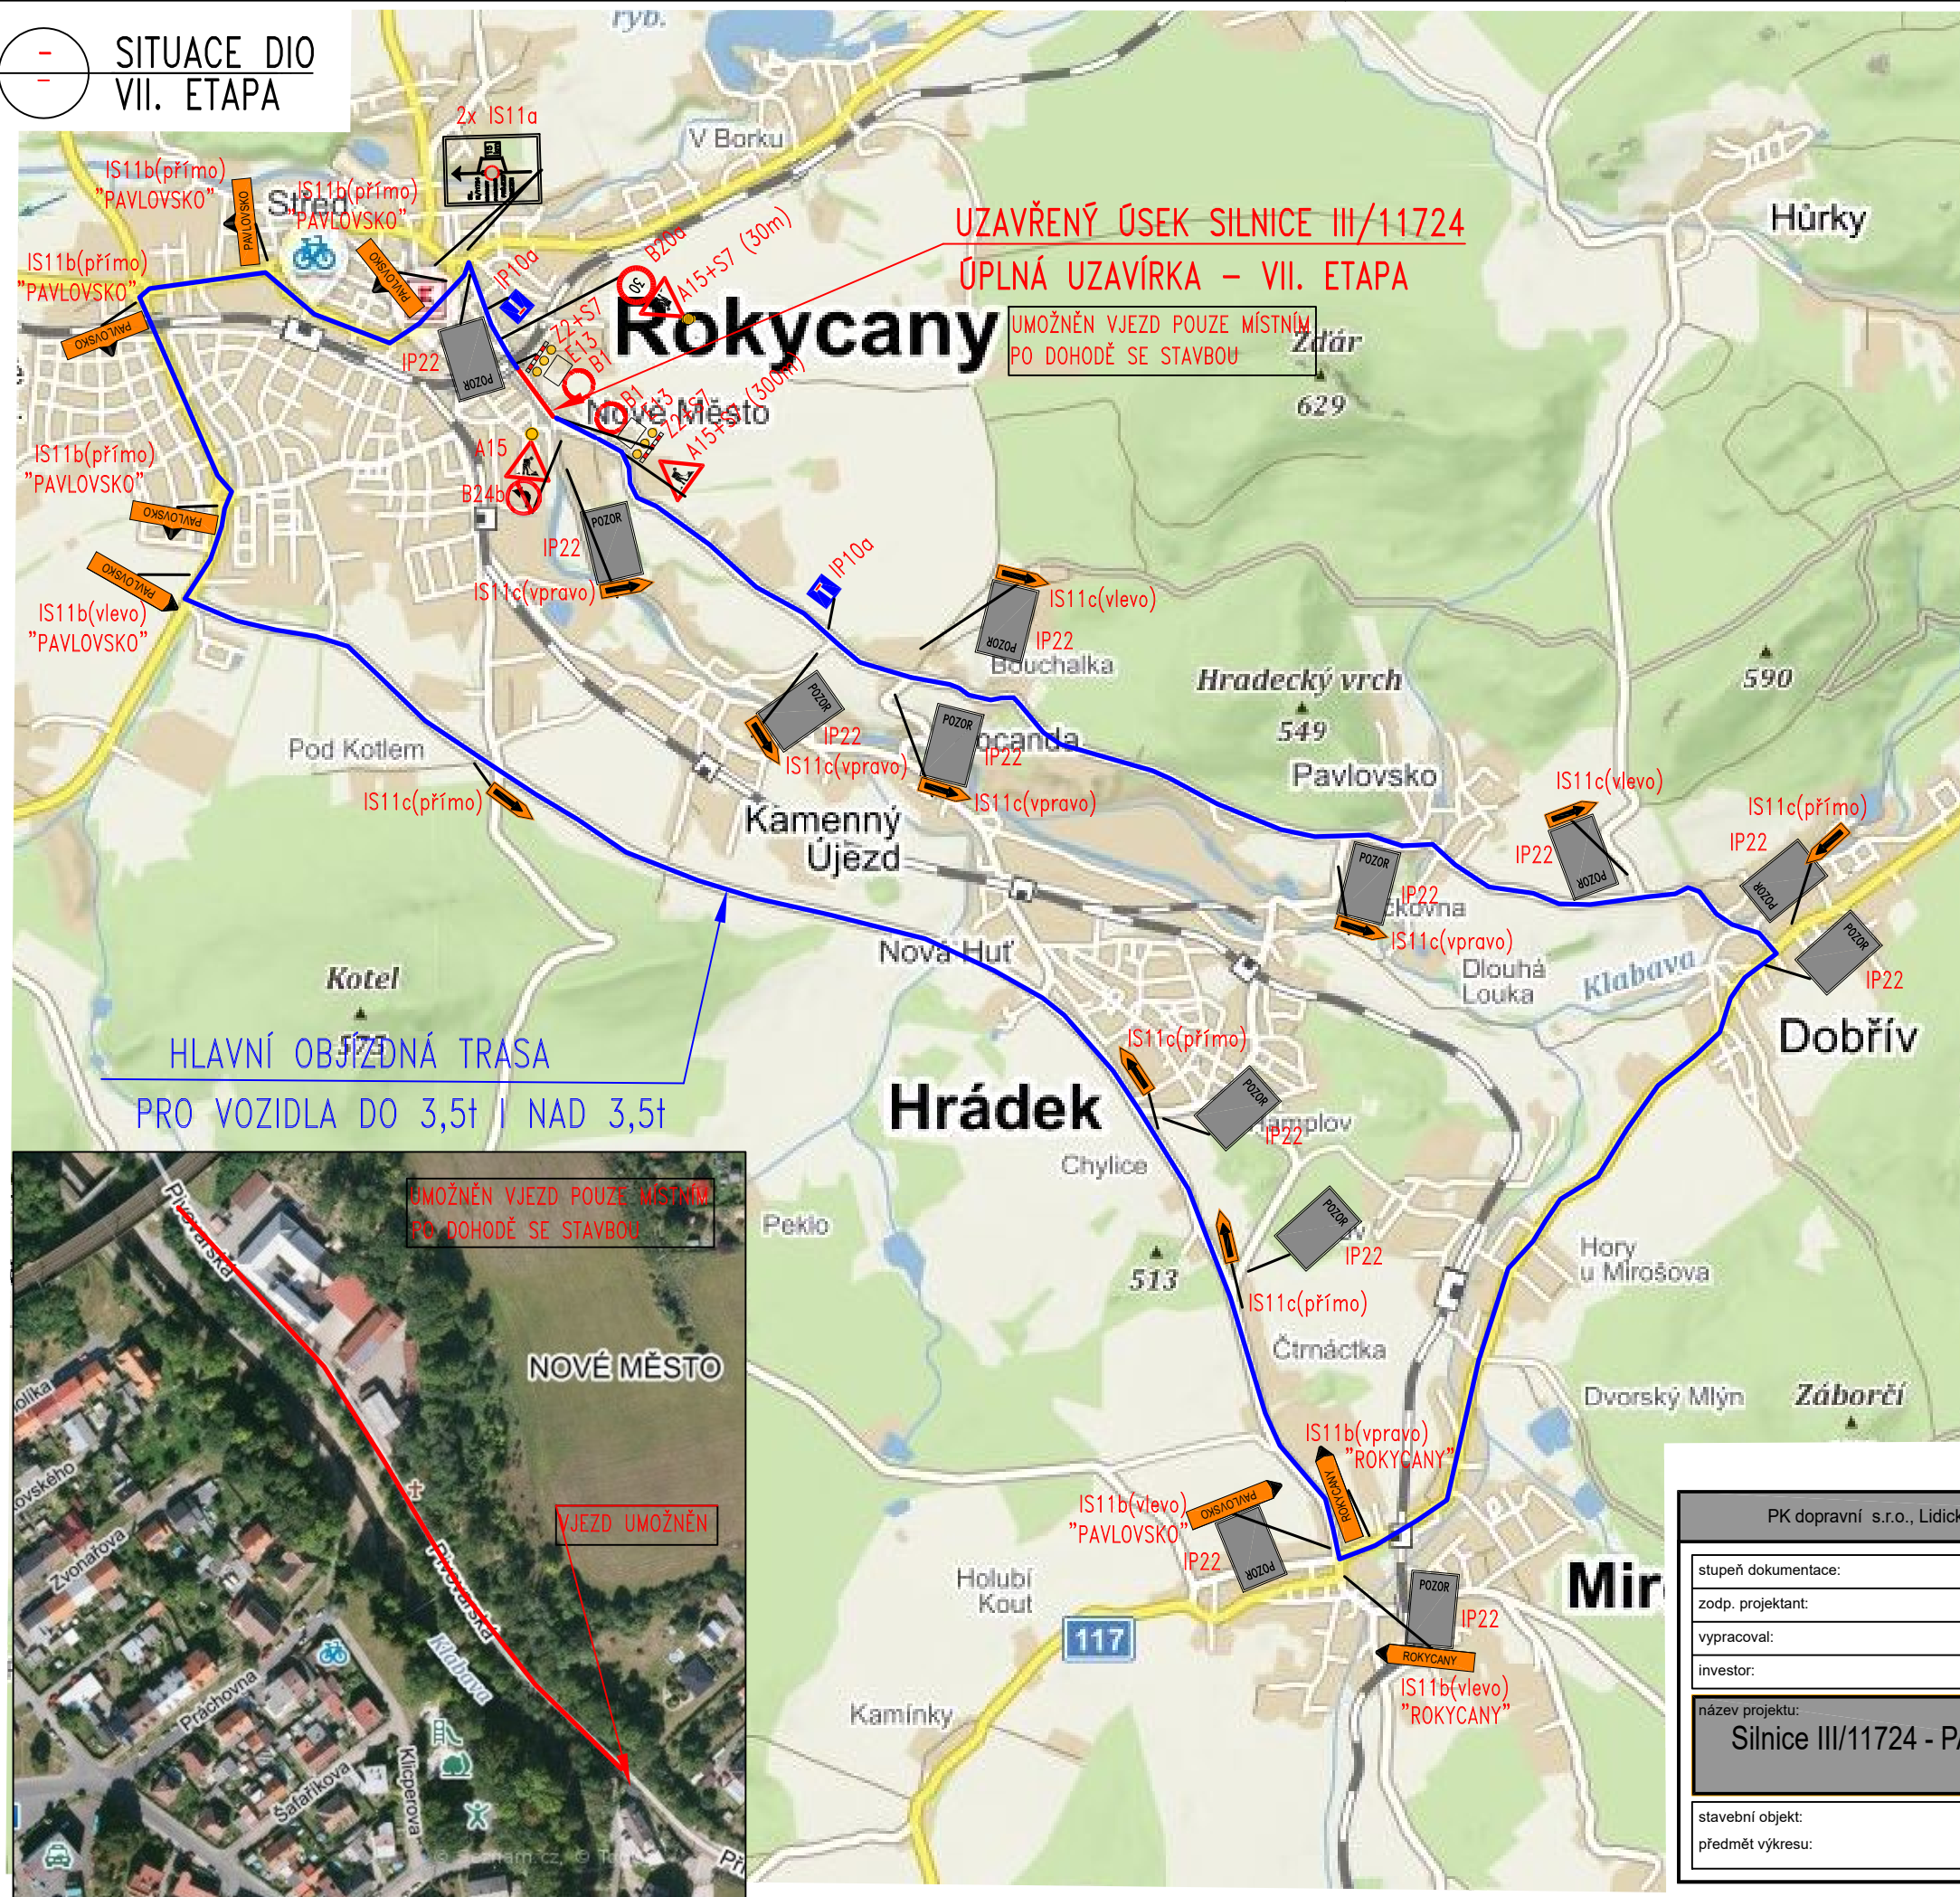 SITUACE DIO
VII. ETAPA
ryb.
2x IS11a
V Borku
Hůrky
IS11b(přímo)
"PAVLOVSKO"
PAVLOVSKO
Střed
IS11b(přímo)
"PAVLOVSKO"
PAVLOVSKO
IS11b(přímo)
"PAVLOVSKO"
PAVLOVSKO
IP10a
B20a
30
A15+S7 (30m)
UZAVŘENÝ ÚSEK SILNICE III/11724
ÚPLNÁ UZAVÍRKA – VII. ETAPA
UMOŽNĚN VJEZD POUZE MÍSTNÍM
PO DOHODĚ SE STAVBOU
Rokycany
Žďár
629
IP22
POZOR
Z2+S7
E13
B1
B1
E13
Z2+S7
A15+S7 (300m)
Nové Město
A15
B24b
IS11b(přímo)
"PAVLOVSKO"
PAVLOVSKO
PAVLOVSKO
IS11b(vlevo)
"PAVLOVSKO"
POZOR
IP22
IS11c(vpravo)
IP10a
IS11c(vlevo)
POZOR
IP22
Bouchalka
Hradecký vrch
549
590
Pod Kotlem
POZOR
IP22
IS11c(vpravo)
POZOR
IP22
IS11c(vpravo)
Pavlovsko
IS11c(přímo)
Kamenný
Újezd
IS11c(vlevo)
IP22
POZOR
IS11c(přímo)
IP22
POZOR
POZOR
IP22
IS11c(vpravo)
POZOR
IP22
Nová Huť
Dlouhá
Louka
Klabava
Dobřív
Kotel
575
HLAVNÍ OBJÍZDNÁ TRASA
PRO VOZIDLA DO 3,5t I NAD 3,5t
IS11c(přímo)
POZOR
IP22
Hrádek
Chylice
Peklo
513
POZOR
IP22
IS11c(přímo)
Hory
u Mirošova
Čtrnáctka
Dvorský Mlýn
Záborčí
UMOŽNĚN VJEZD POUZE MÍSTNÍM
PO DOHODĚ SE STAVBOU
Pivovarská
NOVÉ MĚSTO
VJEZD UMOŽNĚN
Zvonařova
Pivovarská
Klabava
Práchovna
Šafaříkova
Klicperova
IS11b(vpravo)
"ROKYCANY"
ROKYCANY
IS11b(vlevo)
"PAVLOVSKO"
PAVLOVSKO
IP22
POZOR
Holubí
Kout
117
POZOR
IP22
ROKYCANY
IS11b(vlevo)
"ROKYCANY"
Kamínky
PK dopravní s.r.o.,
stupeň dokumentace:
zodp. projektant:
vypracoval:
investor:
název projektu:
Silnice III/11724 -
stavební objekt:
předmět výkresu: